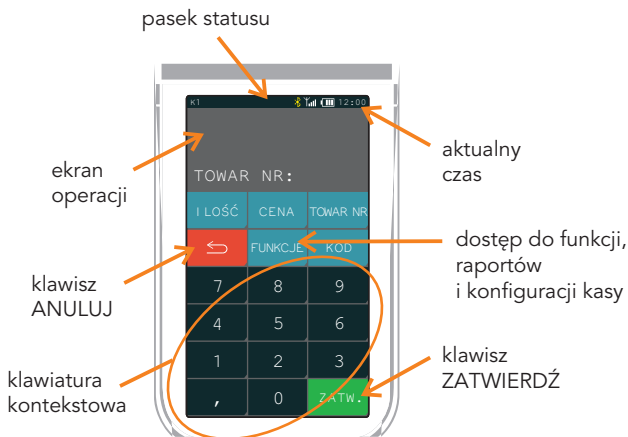 pasek statusu
K1 12:00
ekran
operacji
aktualny
czas
TOWAR NR:
ILOŚĆ CENA TOWAR NR
FUNKCJE KOD
dostęp do funkcji,
raportów
i konfiguracji kasy
klawisz
ANULUJ
7 8 9
4 5 6
1 2 3
, 0 ZATW.
klawisz
ZATWIERDŹ
klawiatura
kontekstowa